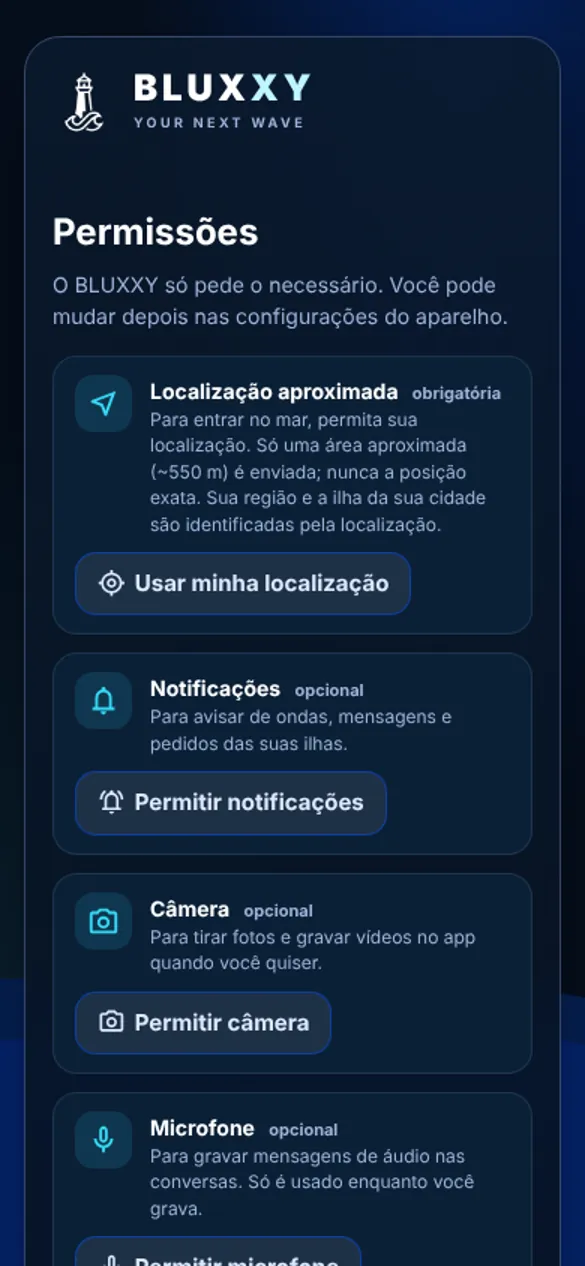 BLUXXY
YOUR NEXT WAVE
Permissões
O BLUXXY só pede o necessário. Você pode
mudar depois nas configurações do aparelho.
Localização aproximada obrigatória
Para entrar no mar, permita sua
localização. Só uma área aproximada
(~550 m) é enviada; nunca a posição
exata. Sua região e a ilha da sua cidade
são identificadas pela localização.
Usar minha localização
Notificações opcional
Para avisar de ondas, mensagens e
pedidos das suas ilhas.
Permitir notificações
Câmera opcional
Para tirar fotos e gravar vídeos no app
quando você quiser.
Permitir câmera
Microfone opcional
Para gravar mensagens de áudio nas
conversas. Só é usado enquanto você
grava.
Permitir microfone